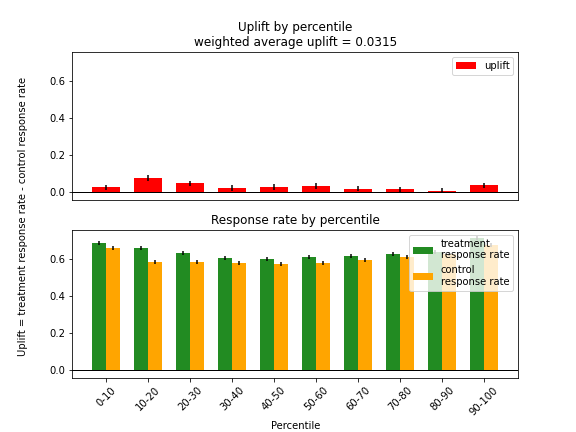 Uplift by percentile
weighted average uplift = 0.0315
0.6
0.4
0.2
0.0
uplift
Uplift = treatment response rate - control response rate
Response rate by percentile
0.6
0.4
0.2
0.0
treatment
response rate
control
response rate
0-10
10-20
20-30
30-40
40-50
50-60
60-70
70-80
80-90
90-100
Percentile